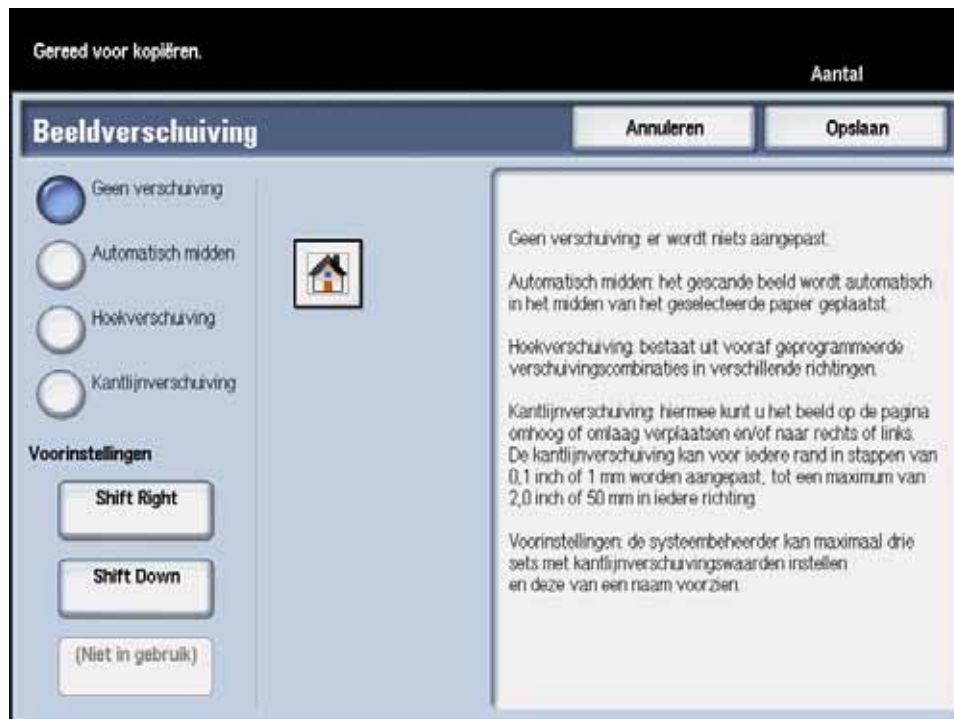 Gereed voor kopiëren.
Aantal
Beeldverschuiving
Annuleren
Opslaan
Geen verschuiving
Automatisch midden
Hoekverschuiving
Kantlijnverschuiving
Voorinstellingen
Shift Right
Shift Down
(Niet in gebruik)
Geen verschuiving: er wordt niets aangepast.
Automatisch midden: het gescande beeld wordt automatisch
in het midden van het geselecteerde papier geplaatst.
Hoekverschuiving: bestaat uit vooraf geprogrammeerde
verschuivingscombinaties in verschillende richtingen.
Kantlijnverschuiving: hiermee kunt u het beeld op de pagina
omhoog of omlaag verplaatsen en/of naar rechts of links.
De kantlijnverschuiving kan voor iedere rand in stappen van
0,1 inch of 1 mm worden aangepast, tot een maximum van
2,0 inch of 50 mm in iedere richting.
Voorinstellingen: de systeembeheerder kan maximaal drie
sets met kantlijnverschuivingswaarden instellen
en deze van een naam voorzien.